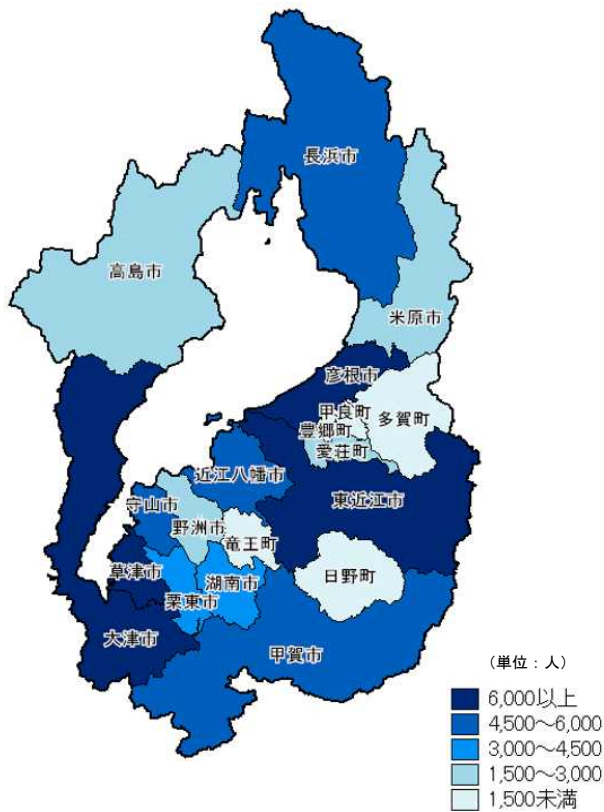 長浜市
高島市
米原市
彦根市
甲良町
多賀町
豊郷町
愛荘町
近江八幡市
東近江市
守山市
野洲市
竜王町
草津市
湖南市
日野町
栗東市
大津市
甲賀市
(単位：人)
6,000以上
4,500～6,000
3,000～4,500
1,500～3,000
1,500未満